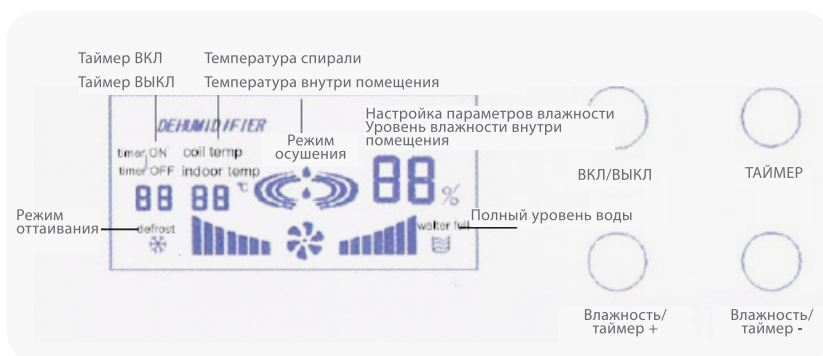 Таймер ВКЛ
Температура спирали
Таймер ВЫКЛ
Температура внутри помещения
Настройка параметров влажности
Уровень влажности внутри
помещения
DEHUMIDIFIER
Режим
осушения
timer ON
coil temp
timer OFF
indoor temp
88
88
°C
88
%
ВКЛ/ВЫКЛ
ТАЙМЕР
Режим
оттаивания
defrost
walter full
Полный уровень воды
Влажность/
таймер +
Влажность/
таймер -